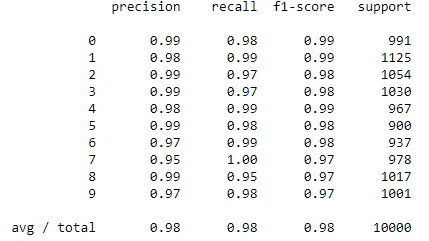 precision recall f1-score support
0 0.99 0.98 0.99 991
1 0.98 0.99 0.99 1125
2 0.99 0.97 0.98 1054
3 0.99 0.97 0.98 1030
4 0.98 0.99 0.99 967
5 0.99 0.98 0.98 900
6 0.97 0.99 0.98 937
7 0.95 1.00 0.97 978
8 0.99 0.95 0.97 1017
9 0.97 0.98 0.97 1001
avg / total 0.98 0.98 0.98 10000